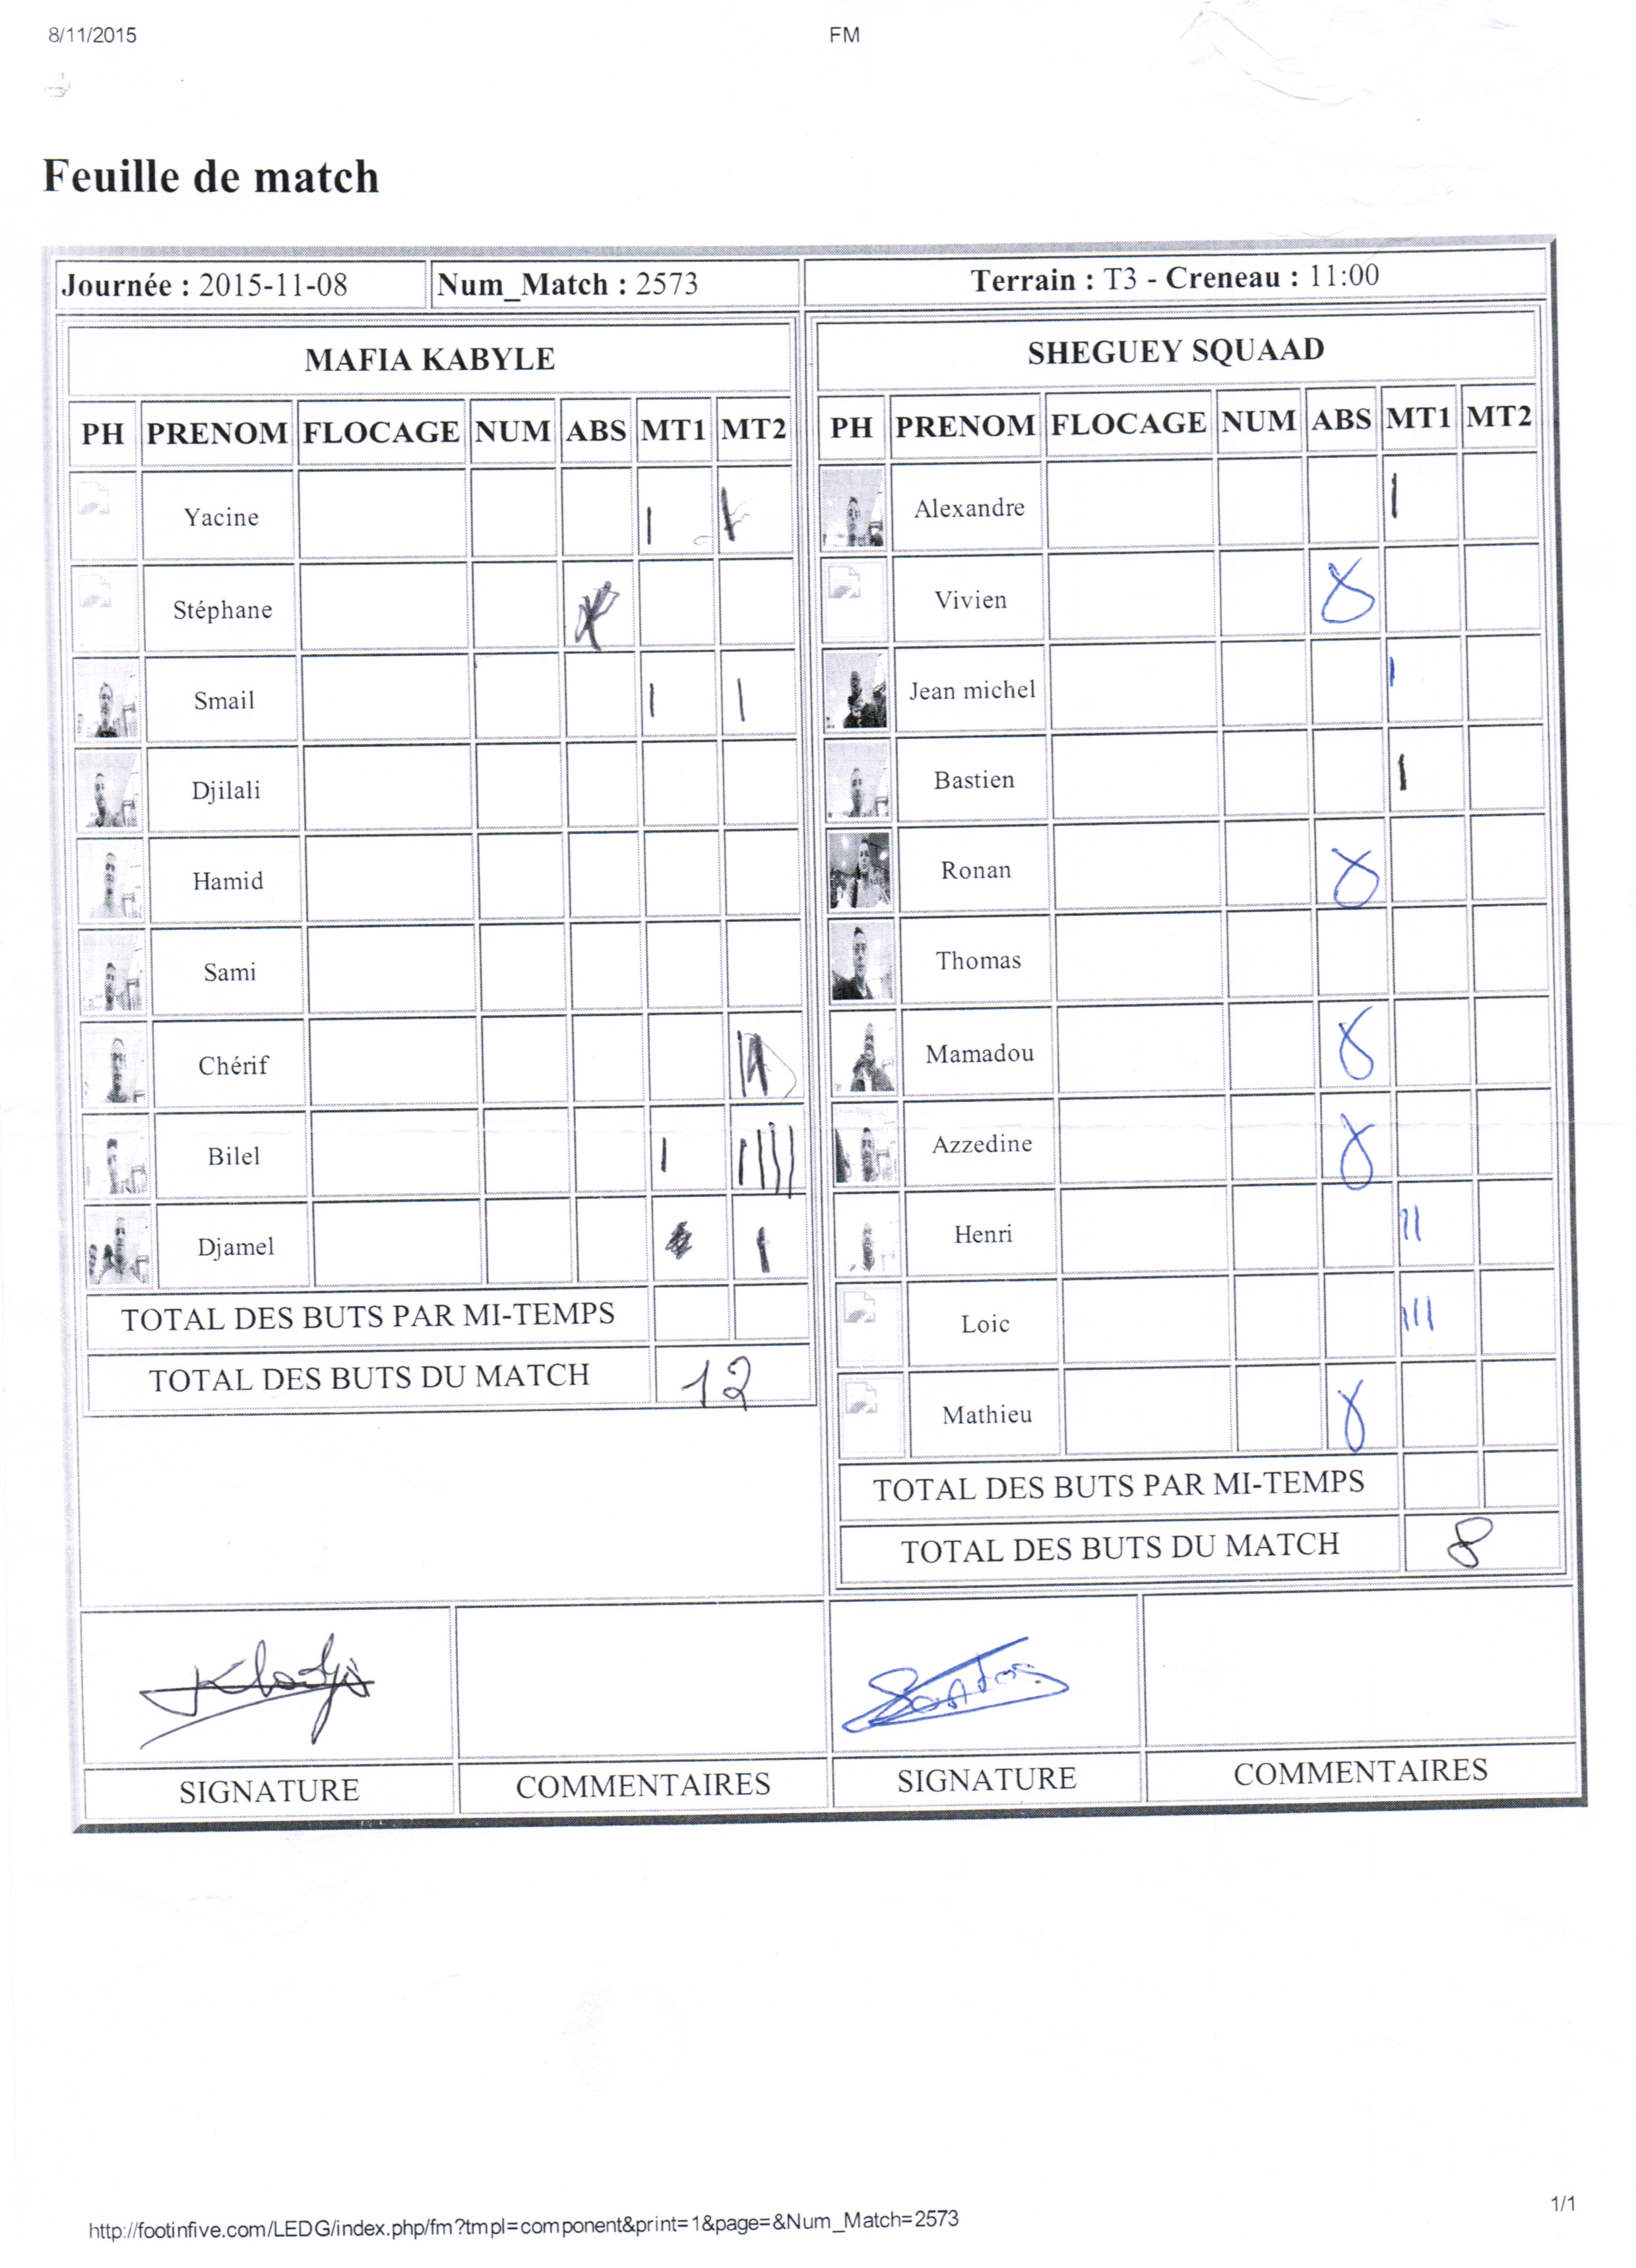 8/11/2015 FM
Feuille de match
Journée : 2015-11-08 Num_Match : 2573 Terrain : T3 - Creneau : 11:00
MAFIA KABYLE
PH PRENOM FLOCAGE NUM ABS MT1 MT2
Yacine
Stéphane
Smail
Djilali
Hamid
Sami
Chérif
Bilel
Djamel
TOTAL DES BUTS PAR MI-TEMPS
TOTAL DES BUTS DU MATCH 12
SIGNATURE COMMENTAIRES
SHEGUEY SQUAAD
PH PRENOM FLOCAGE NUM ABS MT1 MT2
Alexandre
Vivien
Jean michel
Bastien
Ronan
Thomas
Mamadou
Azzedine
Henri
Loic
Mathieu
TOTAL DES BUTS PAR MI-TEMPS
TOTAL DES BUTS DU MATCH 8
SIGNATURE COMMENTAIRES
http://footinfive.com/LEDG/index.php/fm?tmpl=component&print=1&page=&Num_Match=2573 1/1